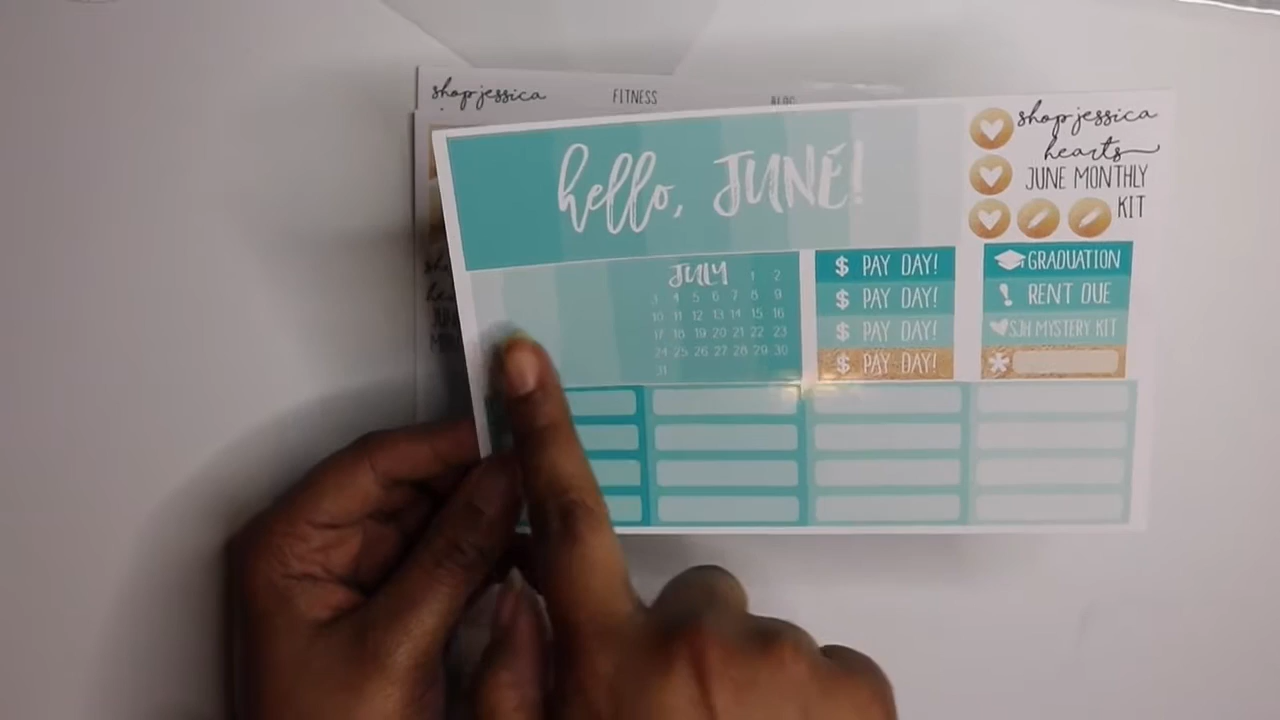 shopjessica
FITNESS
BLOG
hello, JUNE!
shopjessica
hearts
JUNE MONTHLY
KIT
JULY
1 2
3 4 5 6 7 8 9
10 11 12 13 14 15 16
17 18 19 20 21 22 23
24 25 26 27 28 29 30
31
$ PAY DAY!
$ PAY DAY!
$ PAY DAY!
$ PAY DAY!
GRADUATION
! RENT DUE
SJH MYSTERY KIT
*